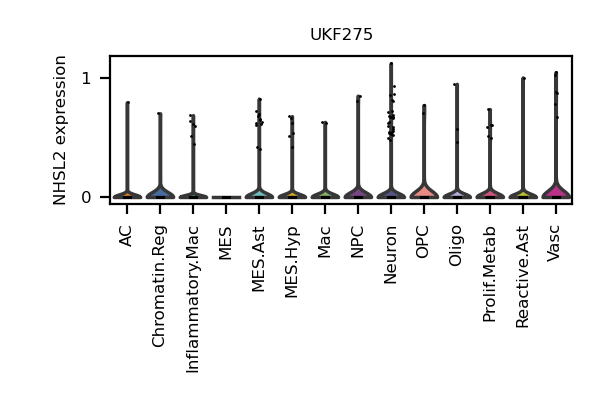 UKF275
NHSL2 expression
1
0
AC
Chromatin.Reg
Inflammatory.Mac
MES
MES.Ast
MES.Hyp
Mac
NPC
Neuron
OPC
Oligo
Prolif.Metab
Reactive.Ast
Vasc